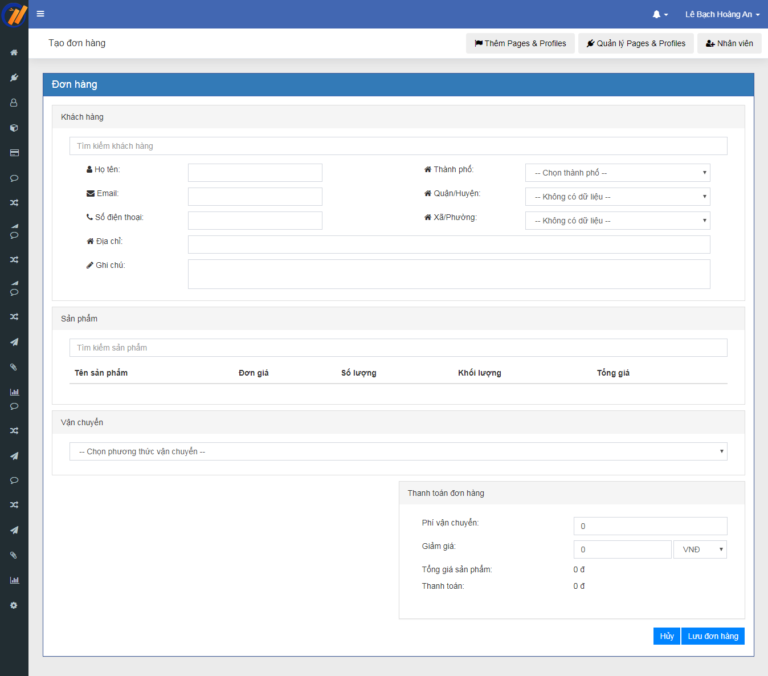 Lê Bạch Hoàng An
Tạo đơn hàng
Thêm Pages & Profiles
Quản lý Pages & Profiles
Nhân viên
Đơn hàng
Khách hàng
Tìm kiếm khách hàng
Họ tên:
Thành phố:
-- Chọn thành phố --
Email:
Quận/Huyện:
-- Không có dữ liệu --
Số điện thoại:
Xã/Phường:
-- Không có dữ liệu --
Địa chỉ:
Ghi chú:
Sản phẩm
Tìm kiếm sản phẩm
Tên sản phẩm Đơn giá Số lượng Khối lượng Tổng giá
Vận chuyển
-- Chọn phương thức vận chuyển --
Thanh toán đơn hàng
Phí vận chuyển: 0
Giảm giá: 0 VNĐ
Tổng giá sản phẩm: 0 đ
Thanh toán: 0 đ
Hủy
Lưu đơn hàng